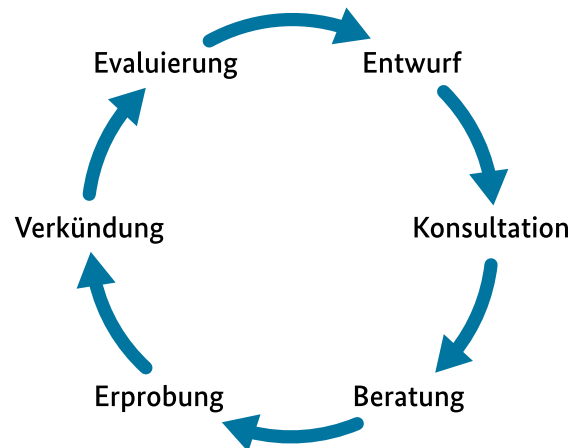 Evaluierung
Entwurf
Verkündung
Konsultation
Erprobung
Beratung